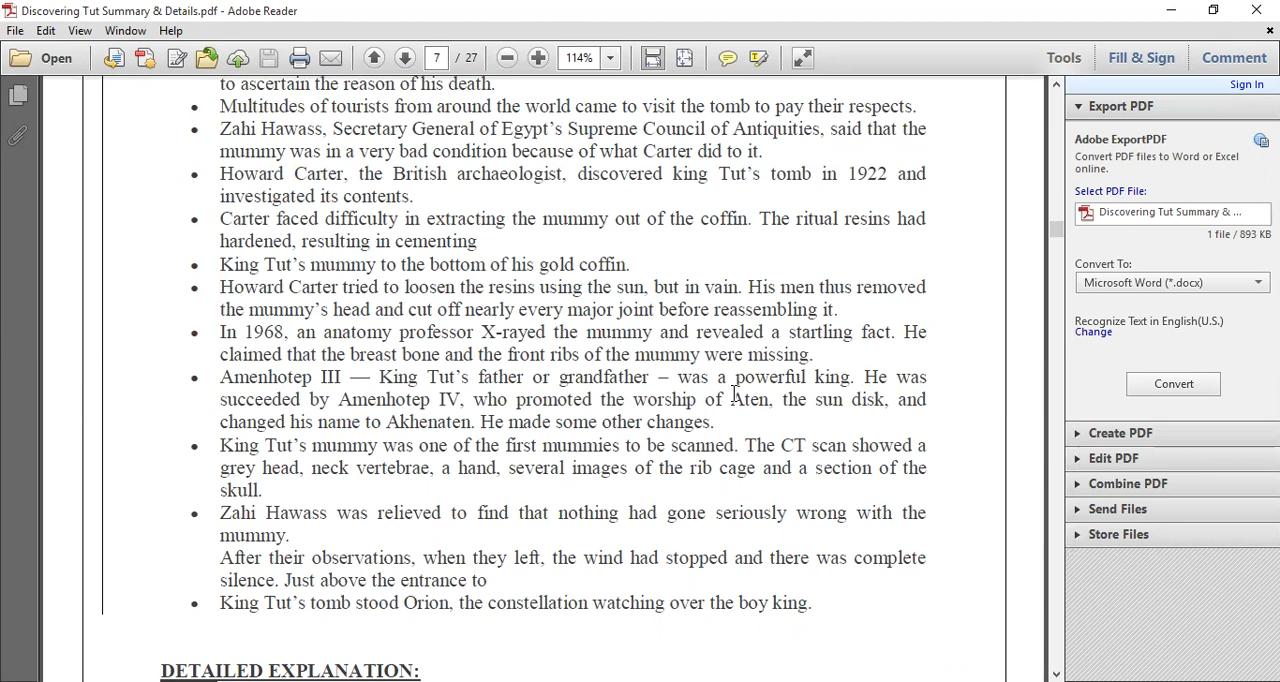 Discovering Tut Summary & Details.pdf - Adobe Reader
File Edit View Window Help
Open 7 / 27 114% Tools Fill & Sign Comment
to ascertain the reason of his death.
• Multitudes of tourists from around the world came to visit the tomb to pay their respects.
• Zahi Hawass, Secretary General of Egypt's Supreme Council of Antiquities, said that the
mummy was in a very bad condition because of what Carter did to it.
• Howard Carter, the British archaeologist, discovered king Tut's tomb in 1922 and
investigated its contents.
• Carter faced difficulty in extracting the mummy out of the coffin. The ritual resins had
hardened, resulting in cementing
• King Tut's mummy to the bottom of his gold coffin.
• Howard Carter tried to loosen the resins using the sun, but in vain. His men thus removed
the mummy's head and cut off nearly every major joint before reassembling it.
• In 1968, an anatomy professor X-rayed the mummy and revealed a startling fact. He
claimed that the breast bone and the front ribs of the mummy were missing.
• Amenhotep III — King Tut's father or grandfather – was a powerful king. He was
succeeded by Amenhotep IV, who promoted the worship of Aten, the sun disk, and
changed his name to Akhenaten. He made some other changes.
• King Tut's mummy was one of the first mummies to be scanned. The CT scan showed a
grey head, neck vertebrae, a hand, several images of the rib cage and a section of the
skull.
• Zahi Hawass was relieved to find that nothing had gone seriously wrong with the
mummy.
After their observations, when they left, the wind had stopped and there was complete
silence. Just above the entrance to
• King Tut's tomb stood Orion, the constellation watching over the boy king.
DETAILED EXPLANATION:
Sign In
Export PDF
Adobe ExportPDF
Convert PDF files to Word or Excel
online.
Select PDF File:
Discovering Tut Summary & ...
1 file / 893 KB
Convert To:
Microsoft Word (*.docx)
Recognize Text in English(U.S.)
Change
Convert
Create PDF
Edit PDF
Combine PDF
Send Files
Store Files